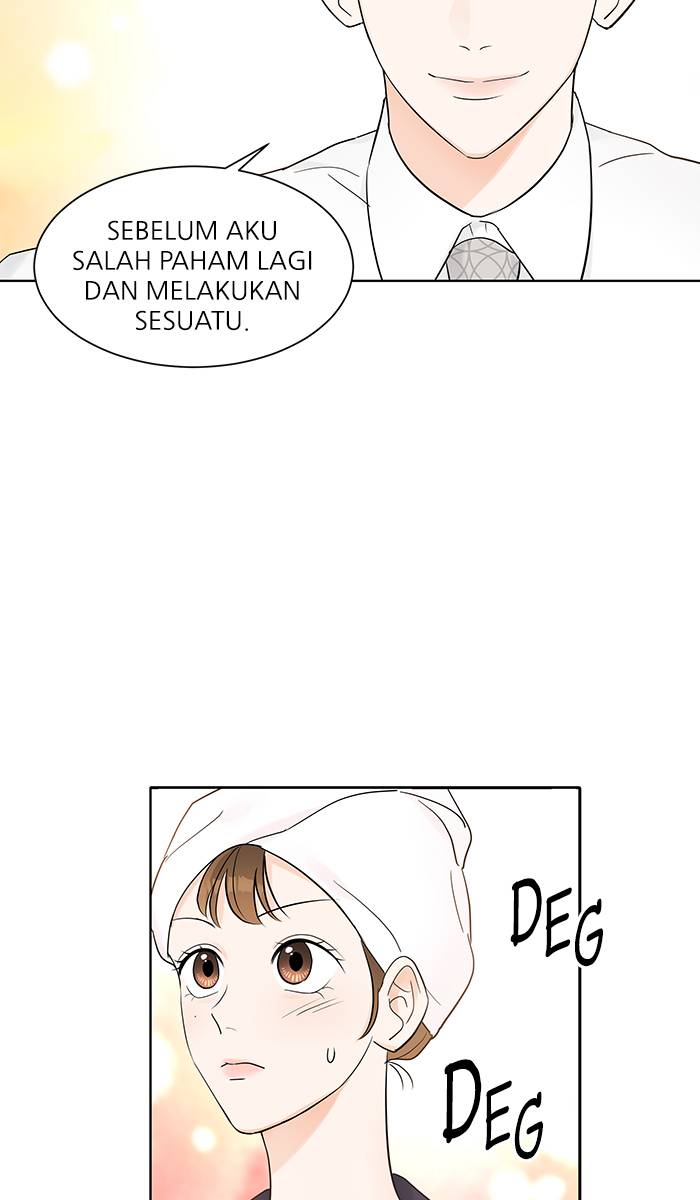 SEBELUM AKU
SALAH PAHAM LAGI
DAN MELAKUKAN
SESUATU.
DEG
DEG